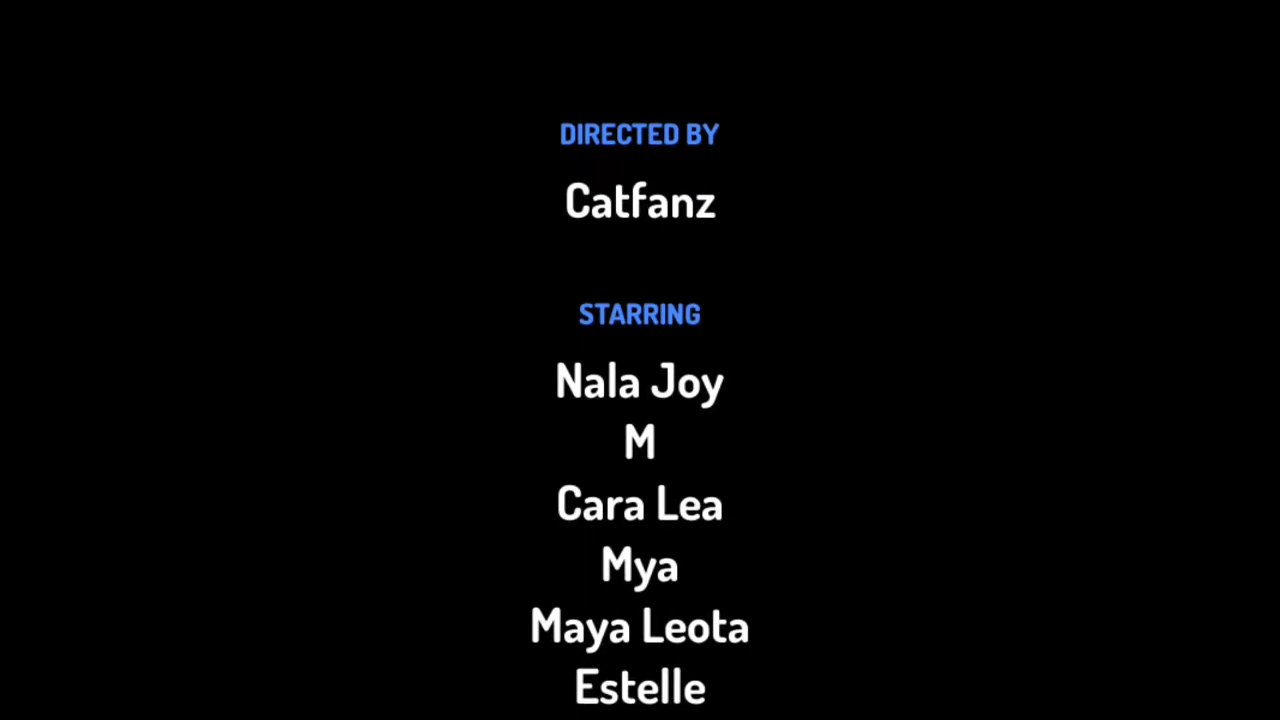 DIRECTED BY
Catfanz
STARRING
Nala Joy
M
Cara Lea
Mya
Maya Leota
Estelle